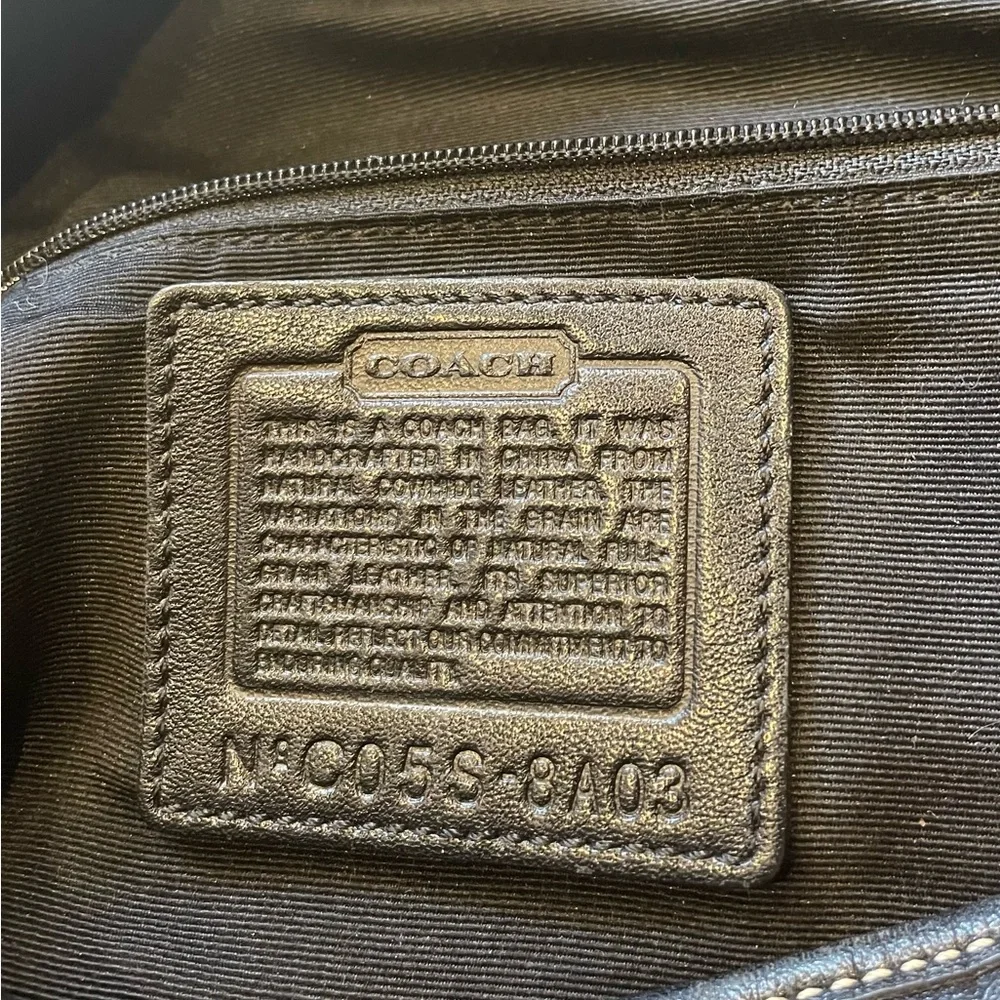 COACH
THIS IS A COACH BAG. IT WAS
HANDCRAFTED IN CHINA FROM
NATURAL COWHIDE LEATHER. THE
VARIATIONS IN THE GRAIN ARE
CHARACTERISTIC OF NATURAL FULL-
GRAIN LEATHER. ITS SUPERIOR
CRAFTSMANSHIP AND ATTENTION TO
DETAIL REFLECT OUR COMMITMENT TO
ENDURING QUALITY.
Nº C05S-8A03